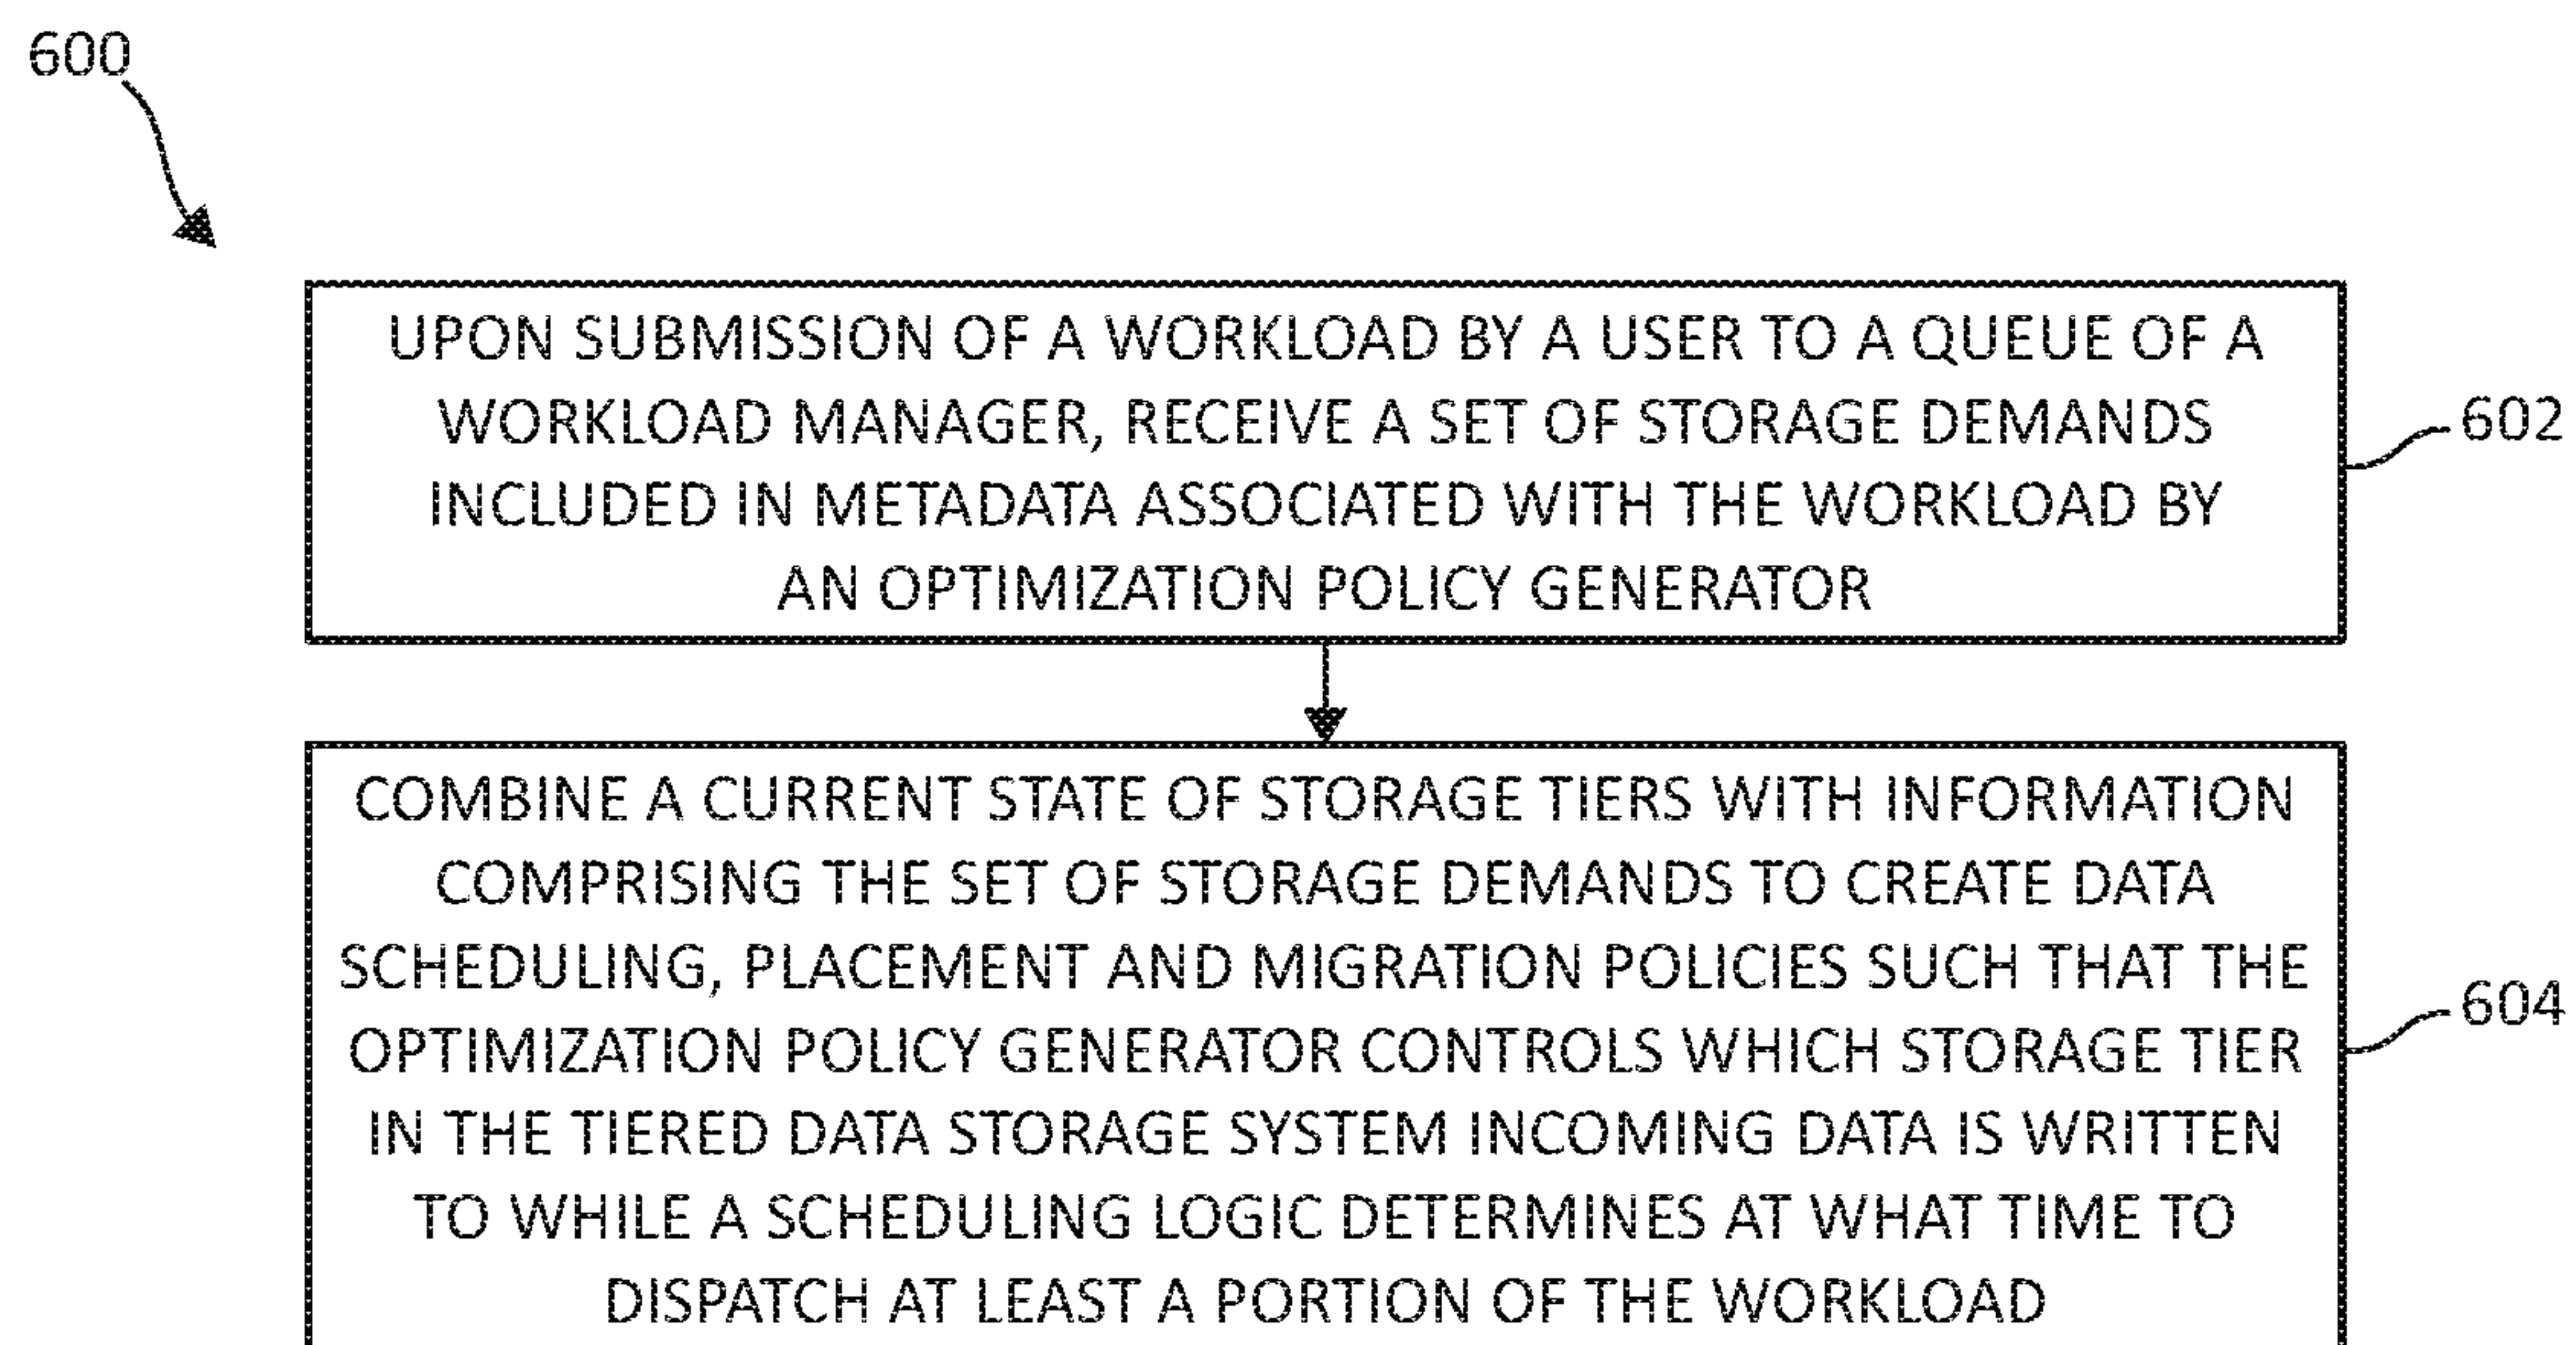 600
UPON SUBMISSION OF A WORKLOAD BY A USER TO A QUEUE OF A
WORKLOAD MANAGER, RECEIVE A SET OF STORAGE DEMANDS
INCLUDED IN METADATA ASSOCIATED WITH THE WORKLOAD BY
AN OPTIMIZATION POLICY GENERATOR
602
COMBINE A CURRENT STATE OF STORAGE TIERS WITH INFORMATION
COMPRISING THE SET OF STORAGE DEMANDS TO CREATE DATA
SCHEDULING, PLACEMENT AND MIGRATION POLICIES SUCH THAT THE
OPTIMIZATION POLICY GENERATOR CONTROLS WHICH STORAGE TIER
IN THE TIERED DATA STORAGE SYSTEM INCOMING DATA IS WRITTEN
TO WHILE A SCHEDULING LOGIC DETERMINES AT WHAT TIME TO
DISPATCH AT LEAST A PORTION OF THE WORKLOAD
604